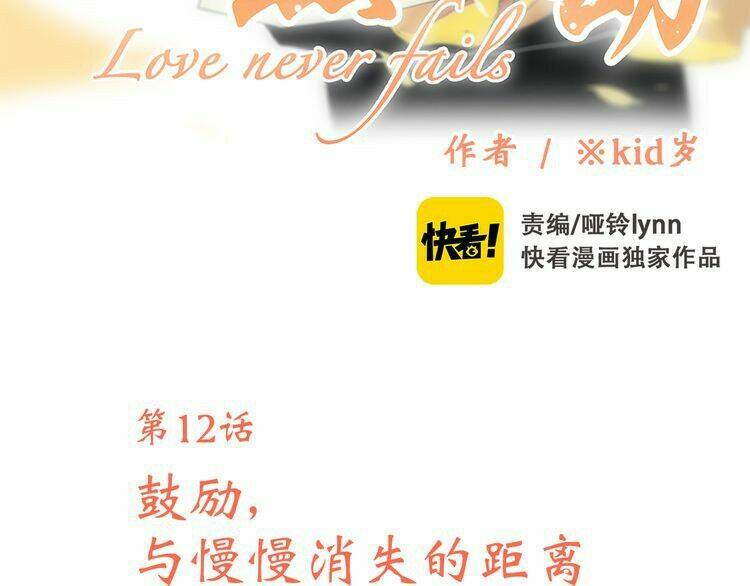 Love never fails
作者 / ※kid岁
快看!
责编/哑铃lynn
快看漫画独家作品
第12话
鼓励,
与慢慢消失的距离